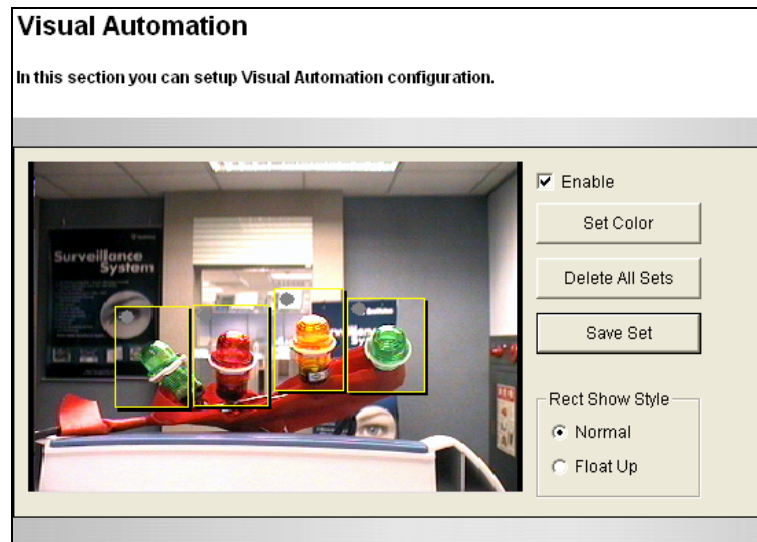 Visual Automation
In this section you can setup Visual Automation configuration.
Surveillance
System
Enable
Set Color
Delete All Sets
Save Set
Rect Show Style
Normal
Float Up